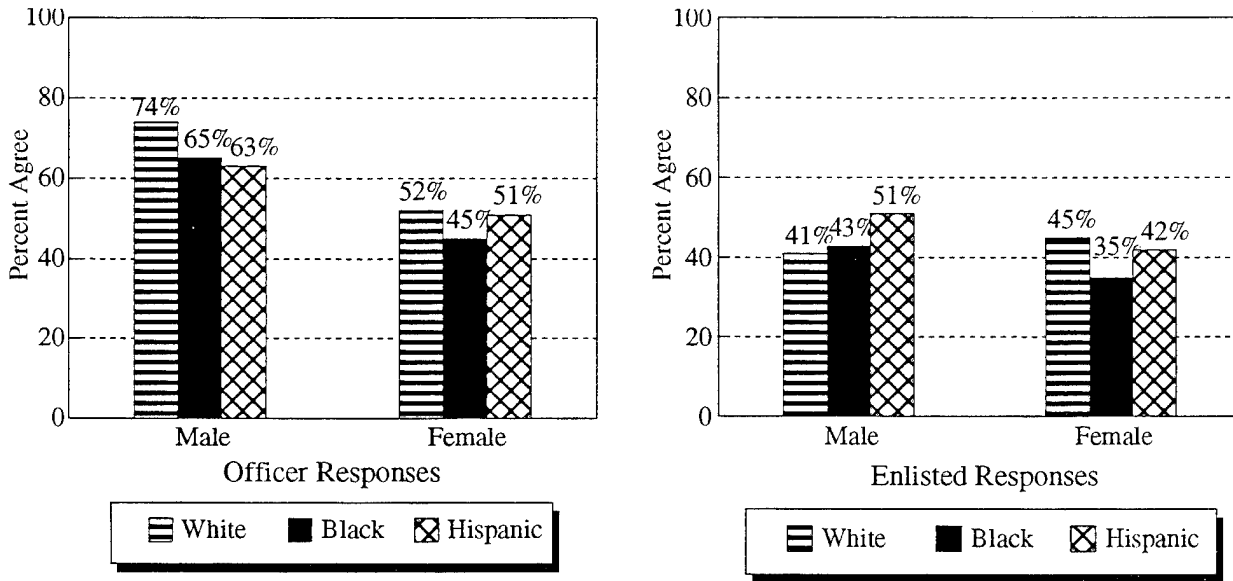 100
80
60
40
20
0
Percent Agree
74%
65%
63%
52%
45%
51%
Male
Female
Officer Responses
White
Black
Hispanic
100
80
60
40
20
0
Percent Agree
41%
43%
51%
45%
35%
42%
Male
Female
Enlisted Responses
White
Black
Hispanic